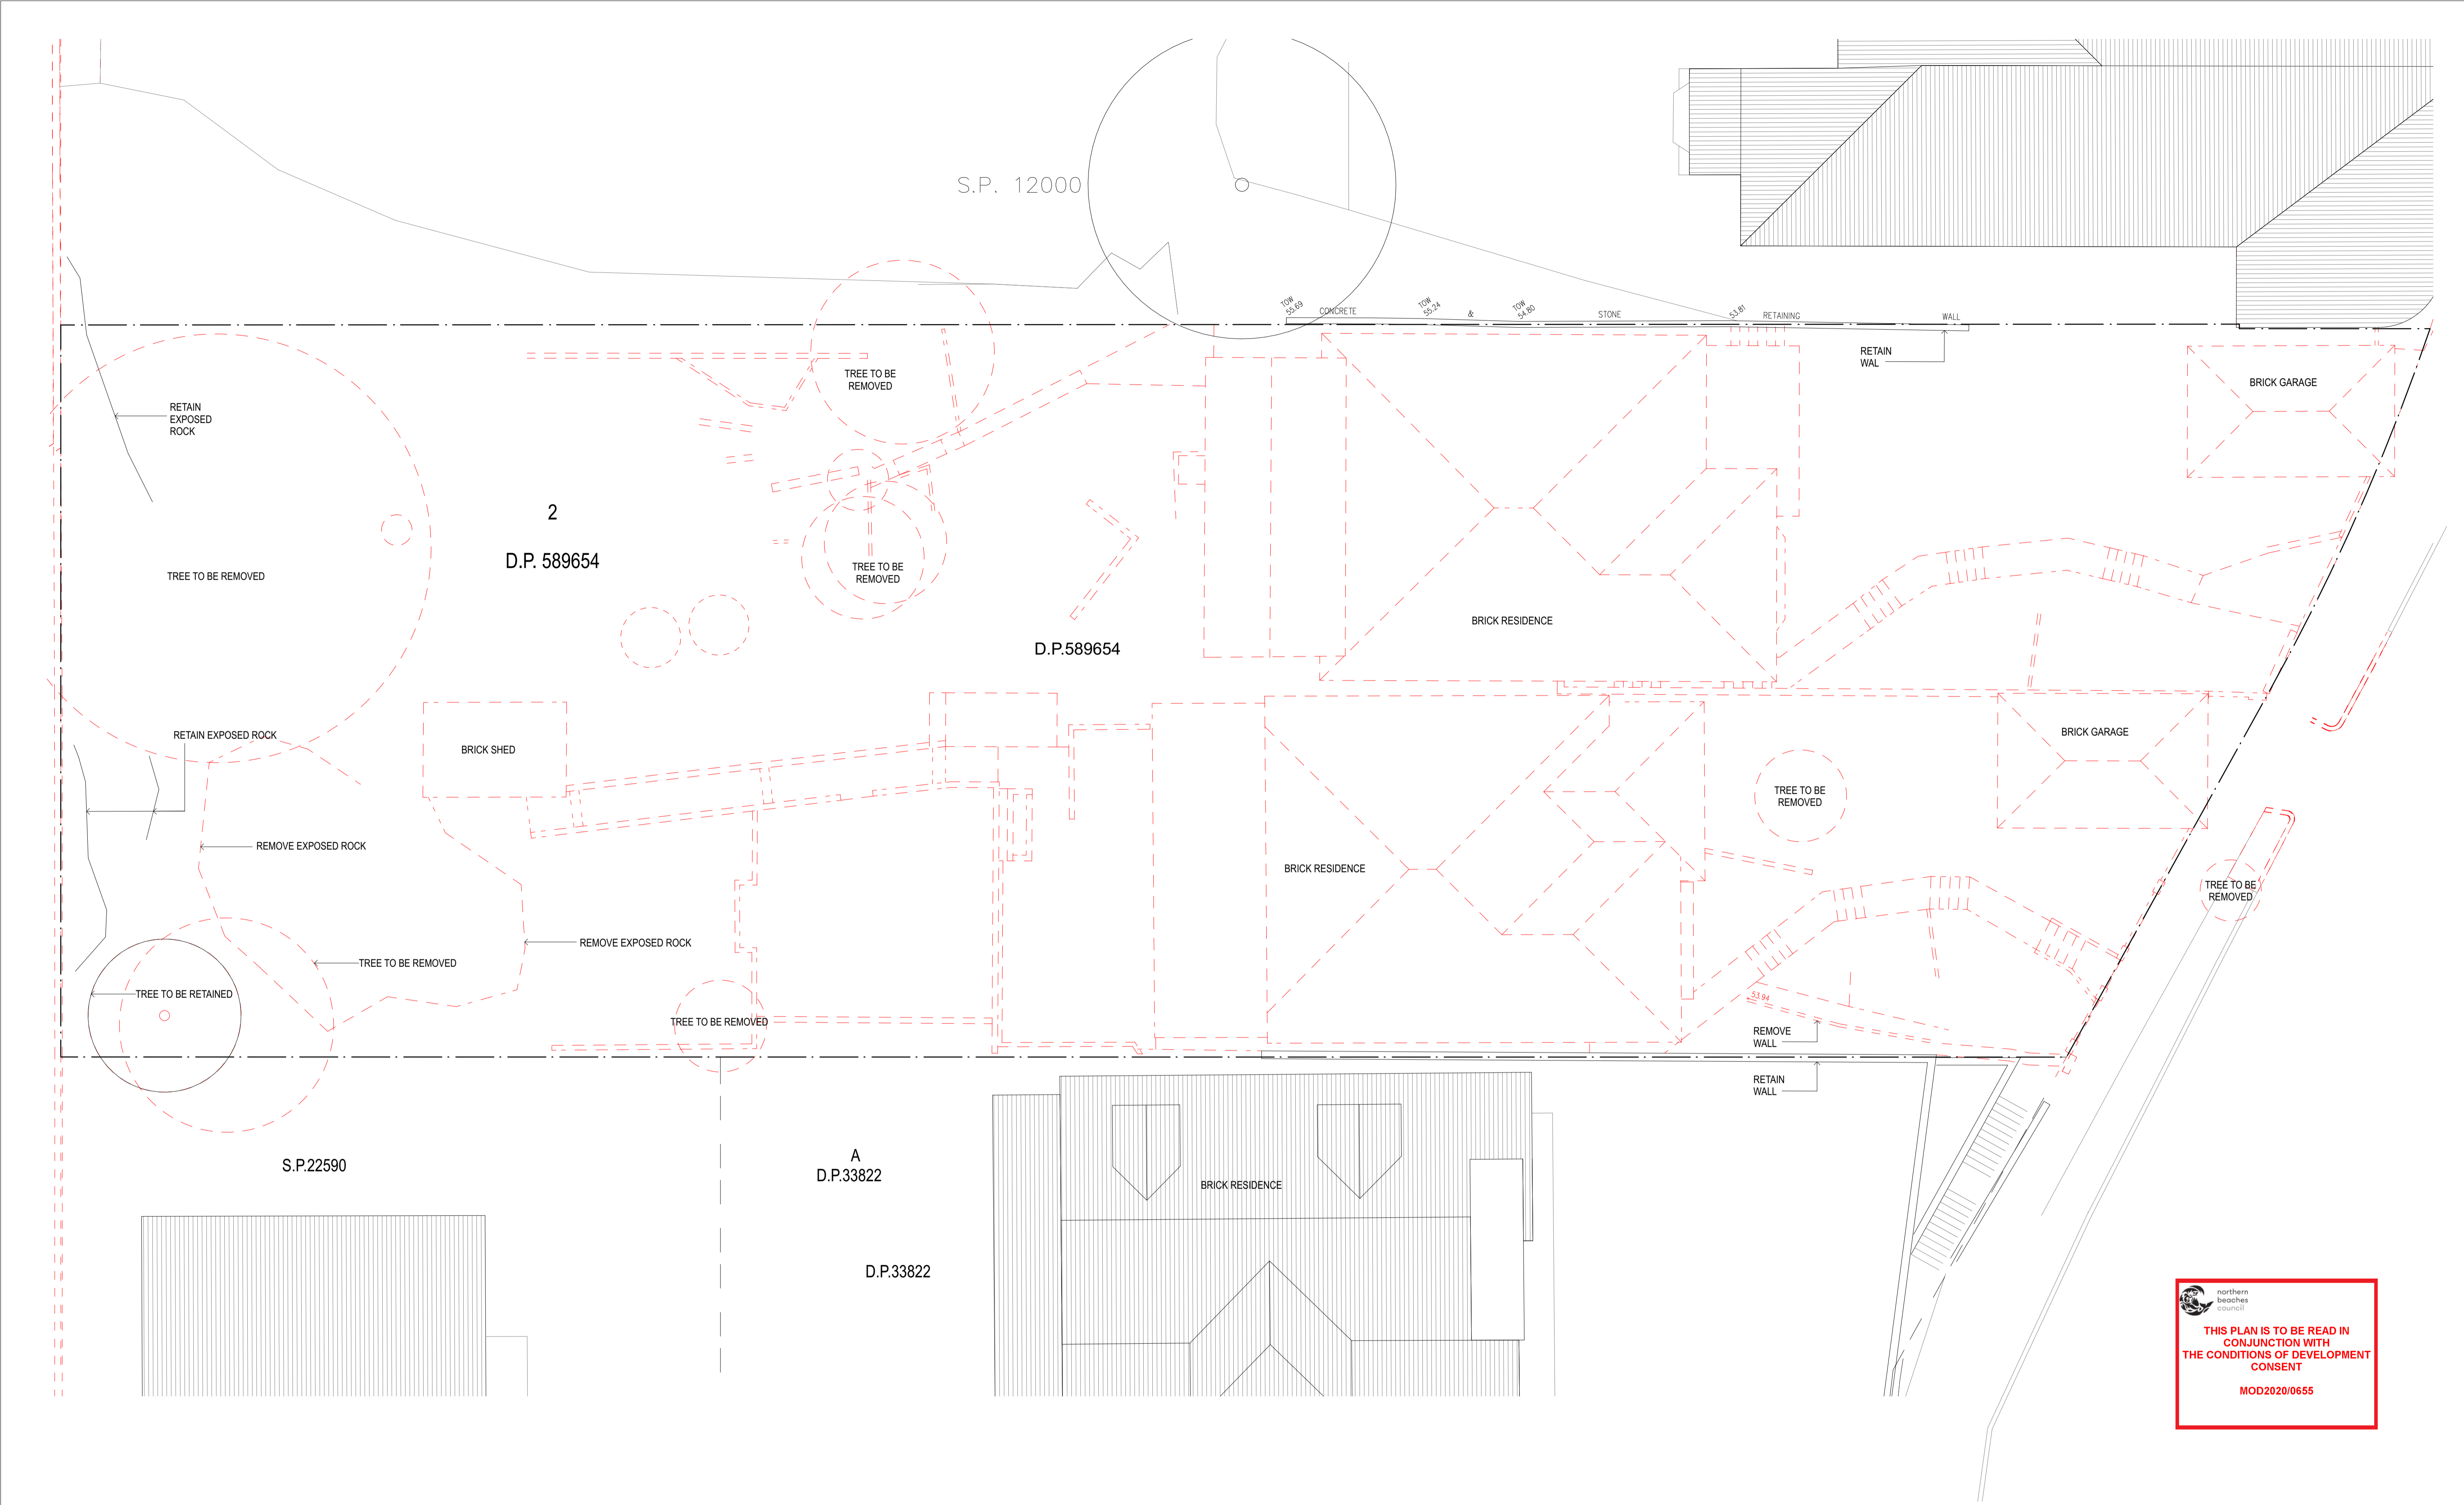 S.P. 12000
TOW
55.69
CONCRETE
TOW
55.24
&
TOW
54.80
STONE
53.81
RETAINING
WALL
RETAIN
WAL
BRICK GARAGE
TREE TO BE
REMOVED
RETAIN
EXPOSED
ROCK
2
D.P. 589654
TREE TO BE REMOVED
TREE TO BE
REMOVED
BRICK RESIDENCE
D.P.589654
RETAIN EXPOSED ROCK
BRICK SHED
BRICK GARAGE
TREE TO BE
REMOVED
REMOVE EXPOSED ROCK
BRICK RESIDENCE
TREE TO BE
REMOVED
REMOVE EXPOSED ROCK
TREE TO BE REMOVED
TREE TO BE RETAINED
53.94
TREE TO BE REMOVED
REMOVE
WALL
RETAIN
WALL
S.P.22590
A
D.P.33822
BRICK RESIDENCE
D.P.33822
northern
beaches
council
THIS PLAN IS TO BE READ IN
CONJUNCTION WITH
THE CONDITIONS OF DEVELOPMENT
CONSENT
MOD2020/0655